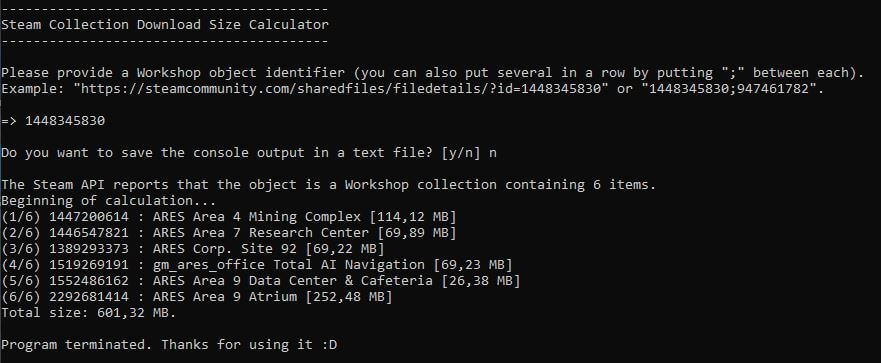 -----------------------------------------
Steam Collection Download Size Calculator
-----------------------------------------
Please provide a Workshop object identifier (you can also put several in a row by putting ";" between each).
Example: "https://steamcommunity.com/sharedfiles/filedetails/?id=1448345830" or "1448345830;947461782".
=> 1448345830
Do you want to save the console output in a text file? [y/n] n
The Steam API reports that the object is a Workshop collection containing 6 items.
Beginning of calculation...
(1/6) 1447200614 : ARES Area 4 Mining Complex [114,12 MB]
(2/6) 1446547821 : ARES Area 7 Research Center [69,89 MB]
(3/6) 1389293373 : ARES Corp. Site 92 [69,22 MB]
(4/6) 1519269191 : gm_ares_office Total AI Navigation [69,23 MB]
(5/6) 1552486162 : ARES Area 9 Data Center & Cafeteria [26,38 MB]
(6/6) 2292681414 : ARES Area 9 Atrium [252,48 MB]
Total size: 601,32 MB.
Program terminated. Thanks for using it :D